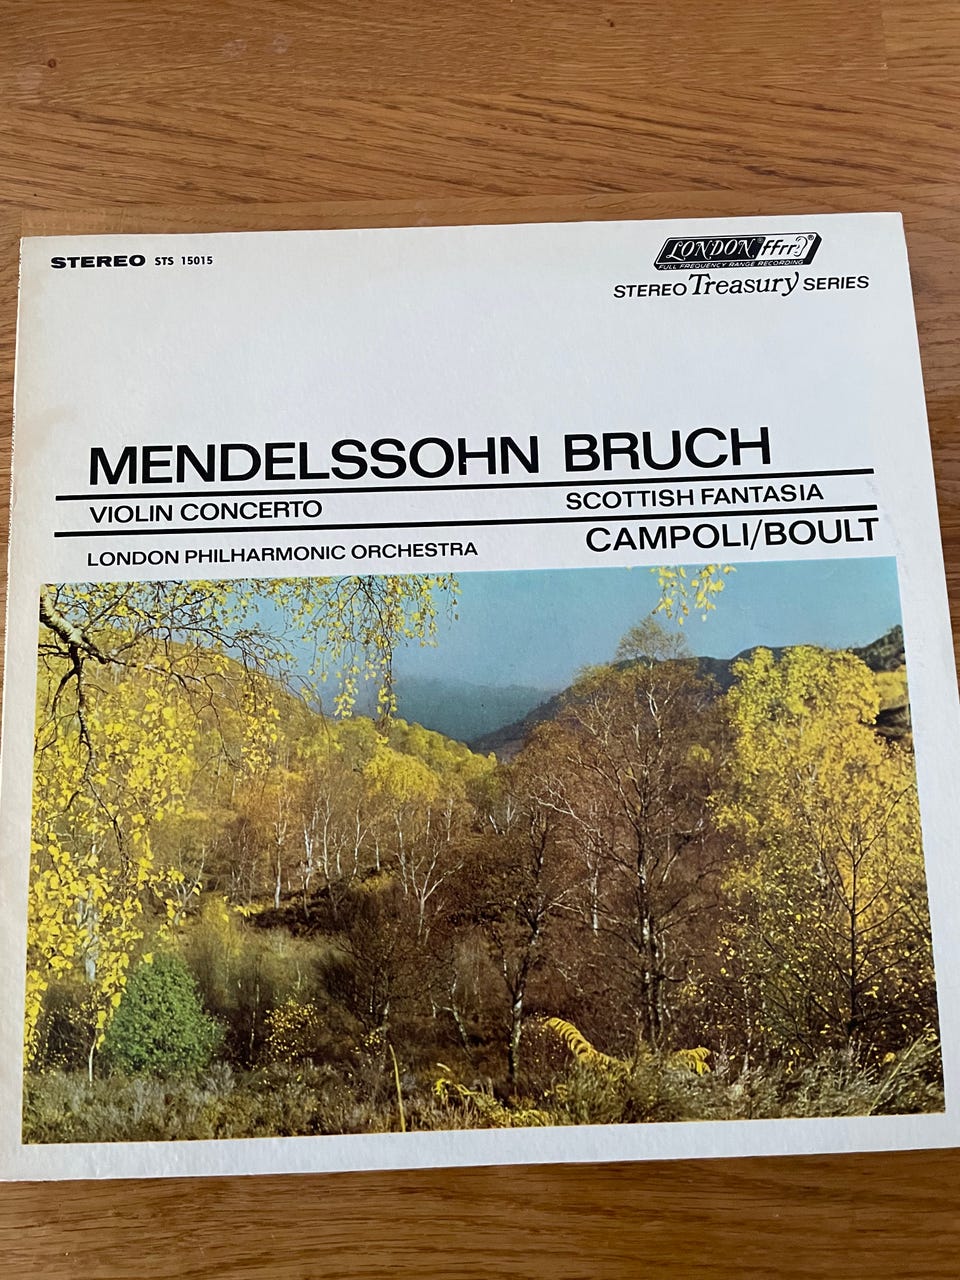 STEREO STS 15015
LONDON ffrr
FULL FREQUENCY RANGE RECORDING
STEREO Treasury SERIES
MENDELSSOHN BRUCH
VIOLIN CONCERTO SCOTTISH FANTASIA
LONDON PHILHARMONIC ORCHESTRA CAMPOLI/BOULT